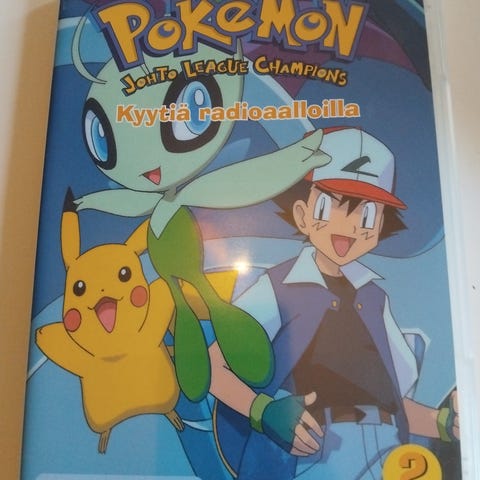 POKÉMON
JOHTO LEAGUE CHAMPIONS
Kyytiä radioaalloilla
2